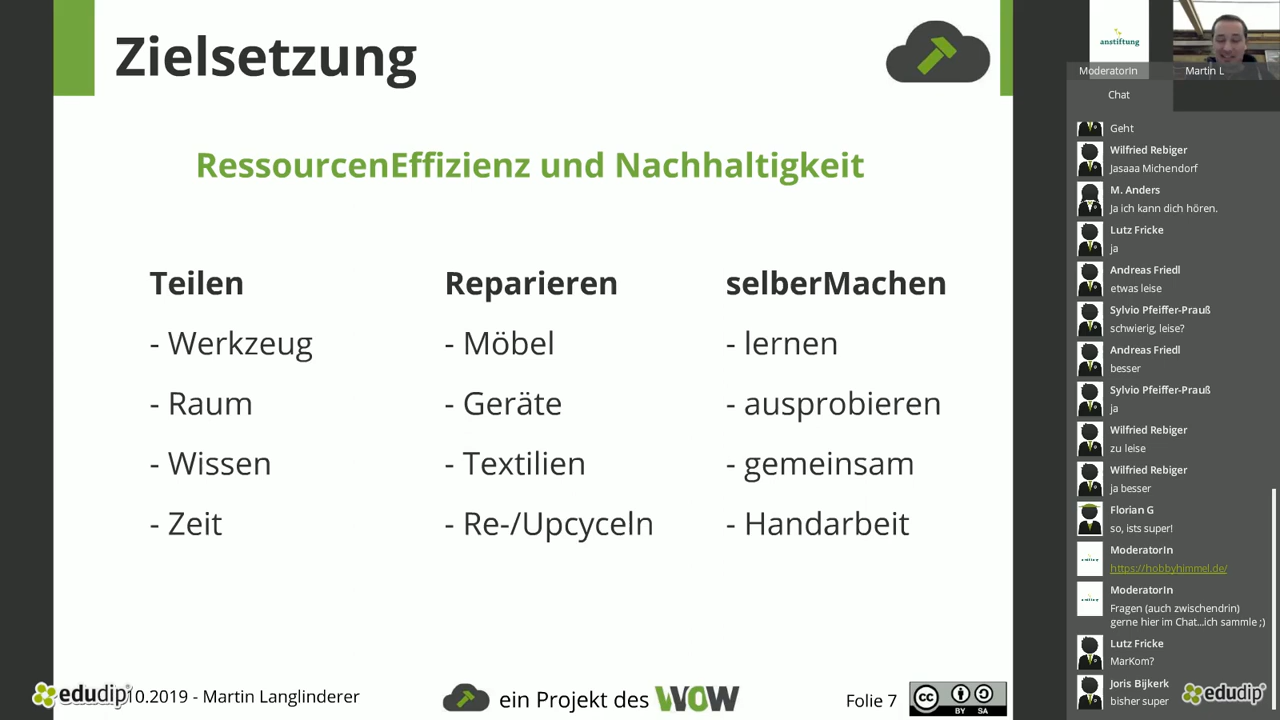 Zielsetzung
RessourcenEffizienz und Nachhaltigkeit
Teilen
- Werkzeug
- Raum
- Wissen
- Zeit
Reparieren
- Möbel
- Geräte
- Textilien
- Re-/Upcyceln
selberMachen
- lernen
- ausprobieren
- gemeinsam
- Handarbeit
edudip
10.2019 - Martin Langlinderer
ein Projekt des WOW
Folie 7
cc BY SA
anstiftung
ModeratorIn
Martin L
Chat
Geht
Wilfried Rebiger
Jasaaa Michendorf
M. Anders
Ja ich kann dich hören.
Lutz Fricke
ja
Andreas Friedl
etwas leise
Sylvio Pfeiffer-Prauß
schwierig, leise?
Andreas Friedl
besser
Sylvio Pfeiffer-Prauß
ja
Wilfried Rebiger
zu leise
Wilfried Rebiger
ja besser
Florian G
so, ists super!
ModeratorIn
https://hobbyhimmel.de/
ModeratorIn
Fragen (auch zwischendrin)
gerne hier im Chat...ich sammle ;)
Lutz Fricke
MarKom?
Joris Bijkerk
bisher super
edudip